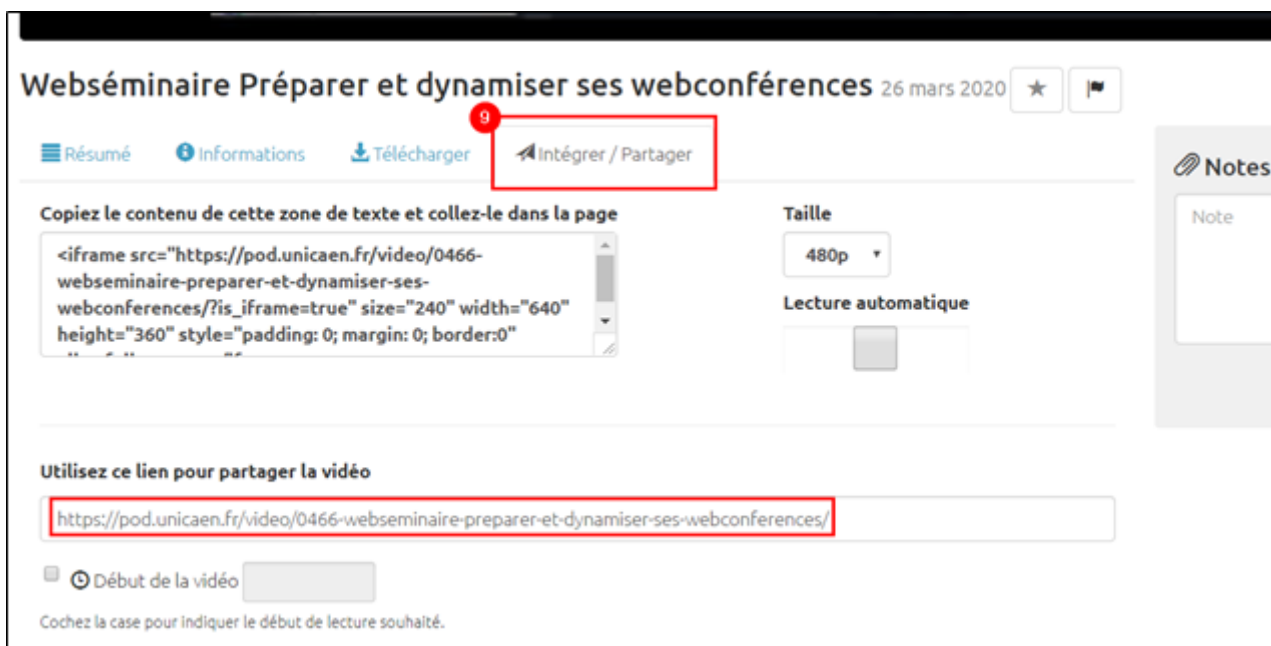 Webséminaire Préparer et dynamiser ses webconférences 26 mars 2020
9
Résumé Informations Télécharger Intégrer / Partager
Notes
Copiez le contenu de cette zone de texte et collez-le dans la page
Taille
Note
<iframe src="https://pod.unicaen.fr/video/0466-
webseminaire-preparer-et-dynamiser-ses-
webconferences/?is_iframe=true" size="240" width="640"
height="360" style="padding: 0; margin: 0; border:0"
480p
Lecture automatique
Utilisez ce lien pour partager la vidéo
https://pod.unicaen.fr/video/0466-webseminaire-preparer-et-dynamiser-ses-webconferences/
Début de la vidéo
Cochez la case pour indiquer le début de lecture souhaité.